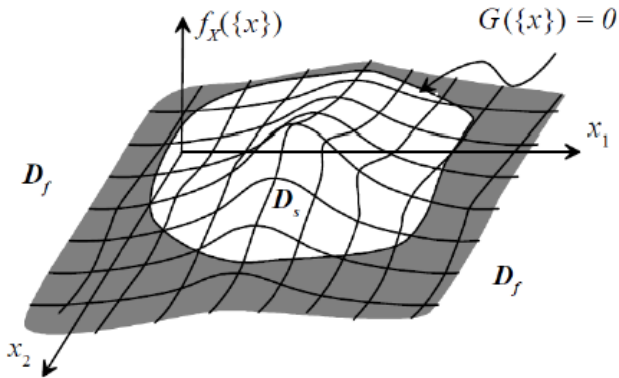 f_X({x})
G({x}) = 0
x_1
D_f
D_s
D_f
x_2